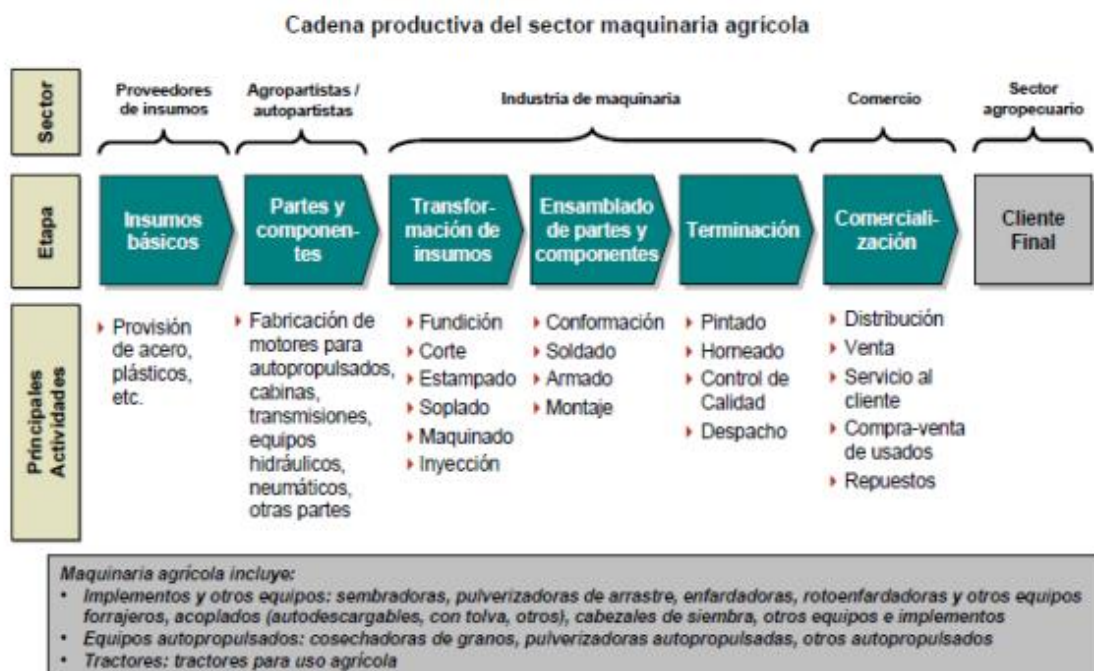 Cadena productiva del sector maquinaria agrícola
Sector
Proveedores
de insumos
Agropartistas /
autopartistas
Industria de maquinaria
Comercio
Sector
agropecuario
Etapa
Insumos
básicos
Partes y
componen-
tes
Transfor-
mación de
insumos
Ensamblado
de partes y
componentes
Terminación
Comerciali-
zación
Cliente
Final
Principales
Actividades
Provisión
de acero,
plásticos,
etc.
Fabricación de
motores para
autopropulsados,
cabinas,
transmisiones,
equipos
hidráulicos,
neumáticos,
otras partes
Fundición
Corte
Estampado
Soplado
Maquinado
Inyección
Conformación
Soldado
Armado
Montaje
Pintado
Horneado
Control de
Calidad
Despacho
Distribución
Venta
Servicio al
cliente
Compra-venta
de usados
Repuestos
Maquinaria agrícola incluye:
• Implementos y otros equipos: sembradoras, pulverizadoras de arrastre, enfardadoras, rotoenfardadoras y otros equipos
forrajeros, acoplados (autodescargables, con tolva, otros), cabezales de siembra, otros equipos e implementos
• Equipos autopropulsados: cosechadoras de granos, pulverizadoras autopropulsadas, otros autopropulsados
• Tractores: tractores para uso agrícola